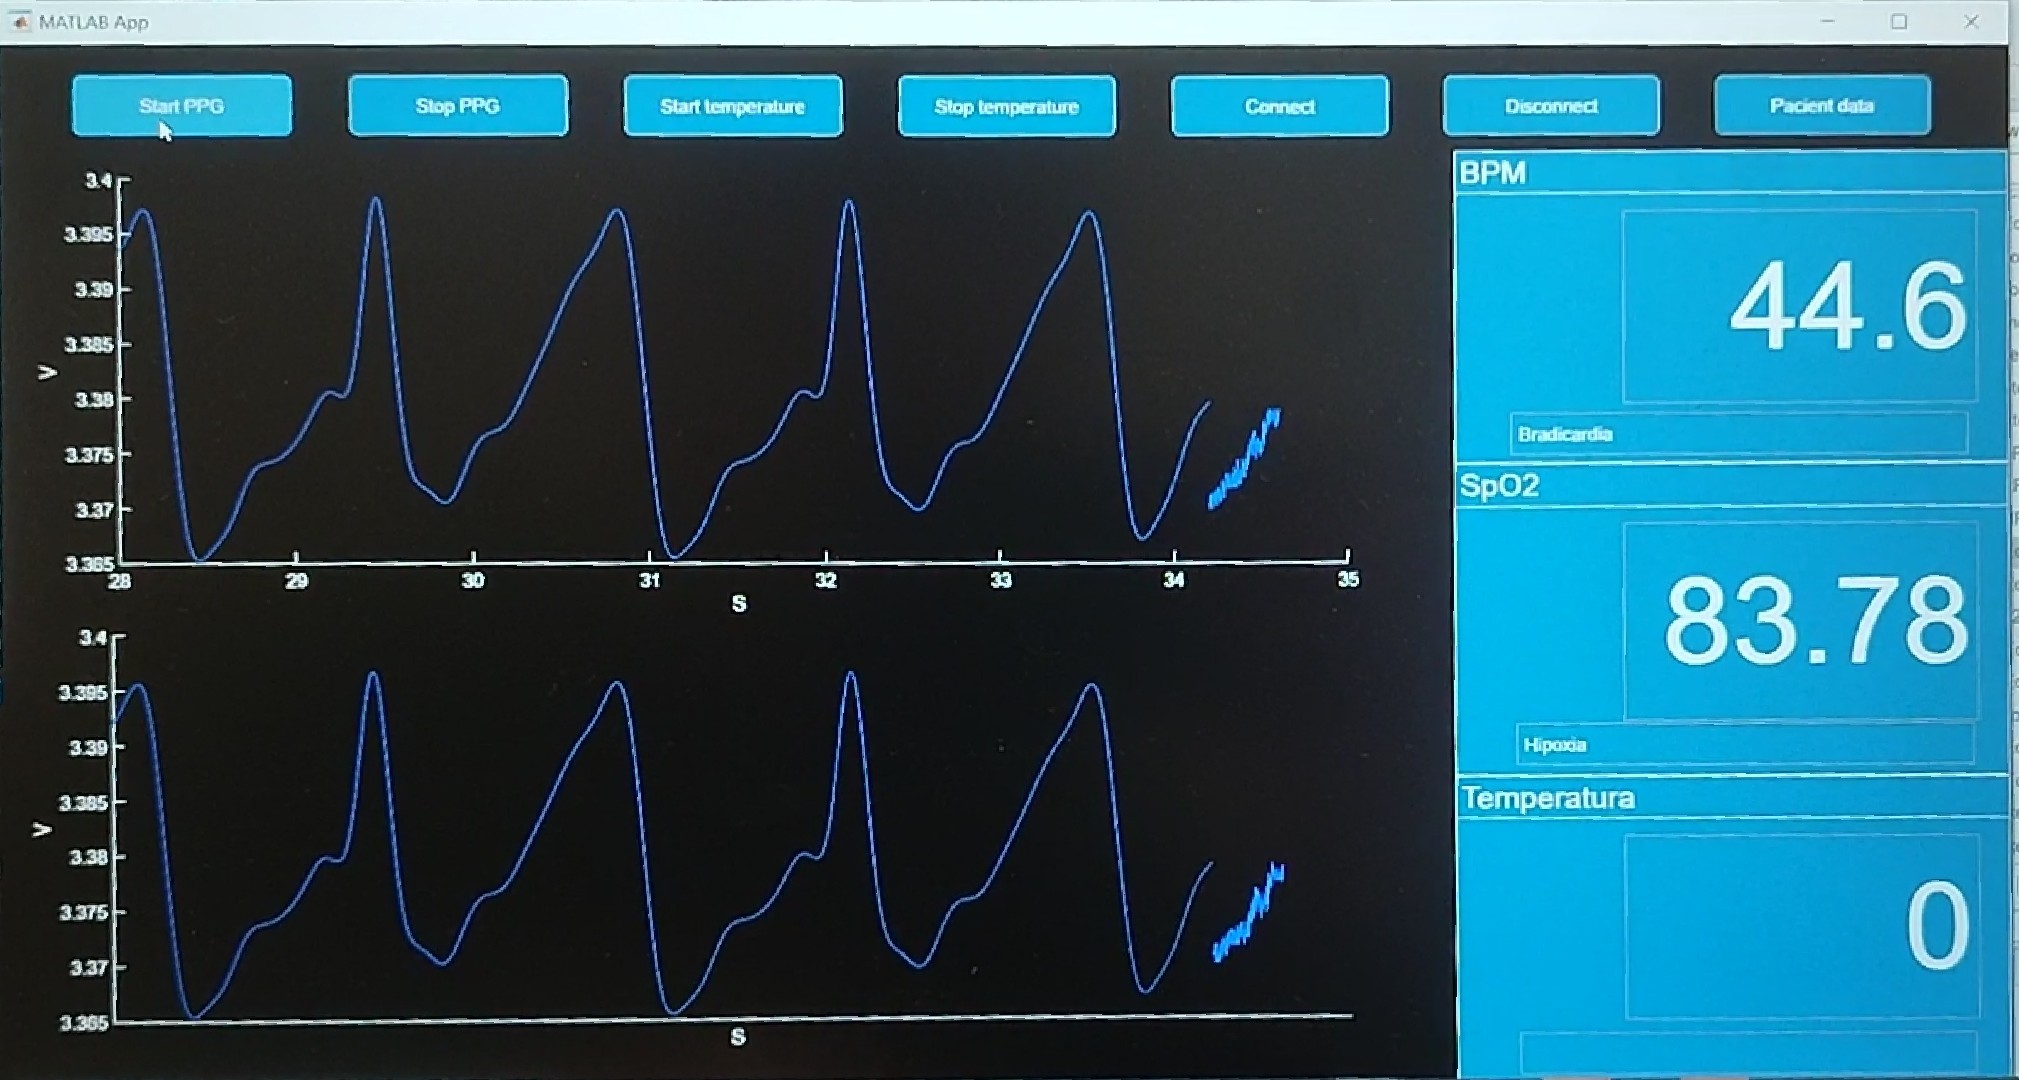 MATLAB App
Start PPG
Stop PPG
Start temperature
Stop temperature
Connect
Disconnect
Pacient data
3.4
3.395
3.39
3.385
3.38
3.375
3.37
3.365
V
28
29
30
31
32
33
34
35
S
3.4
3.395
3.39
3.385
3.38
3.375
3.37
3.365
V
S
BPM
44.6
Bradicardia
SpO2
83.78
Hipoxia
Temperatura
0